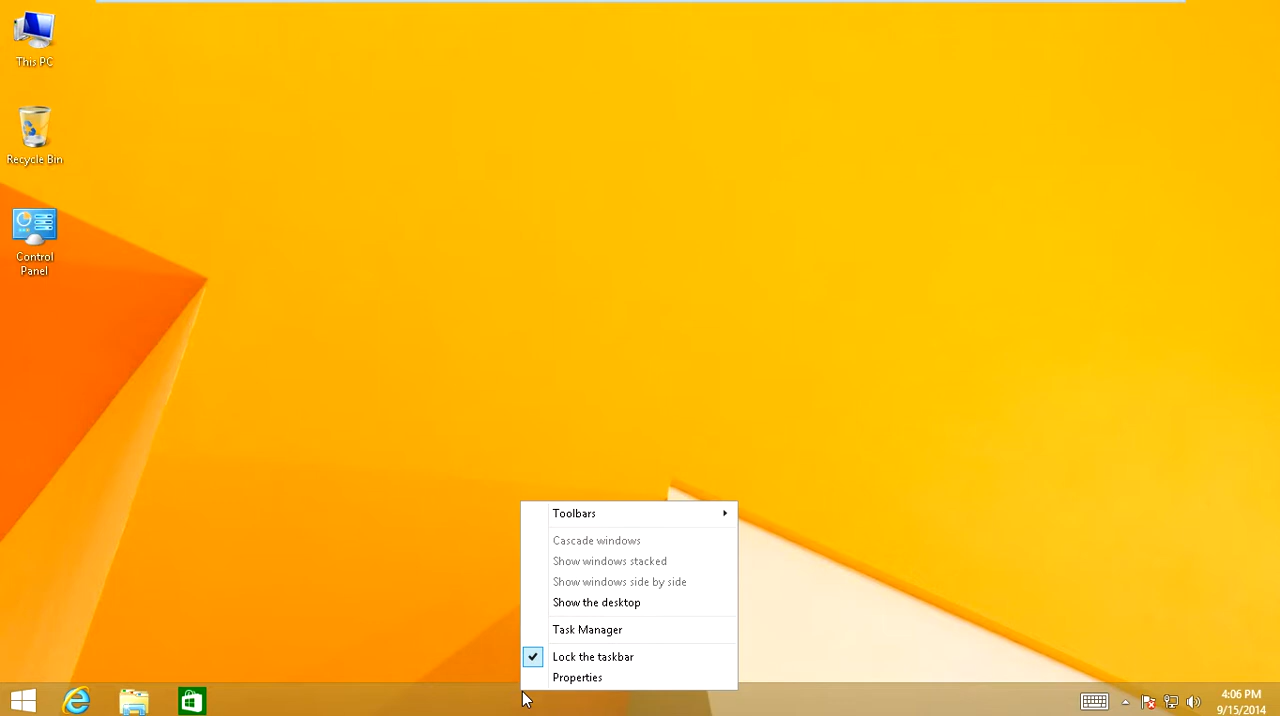 This PC
Recycle Bin
Control
Panel
Toolbars
Cascade windows
Show windows stacked
Show windows side by side
Show the desktop
Task Manager
Lock the taskbar
Properties
4:06 PM
9/15/2014